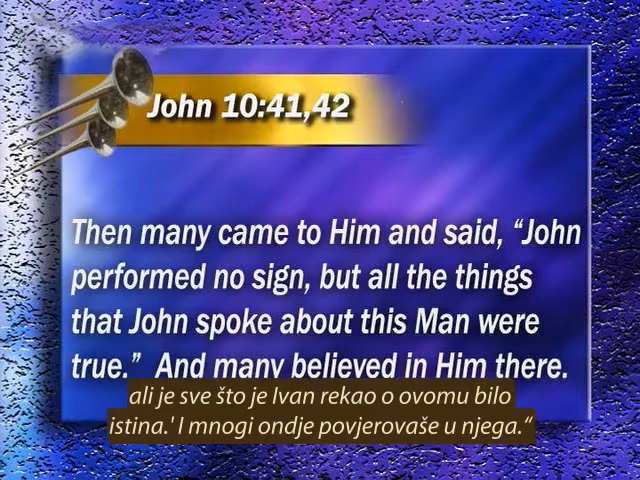 John 10:41,42
Then many came to Him and said, “John
performed no sign, but all the things
that John spoke about this Man were
true.” And many believed in Him there.
ali je sve što je Ivan rekao o ovomu bilo
istina.' I mnogi ondje povjerovaše u njega.“